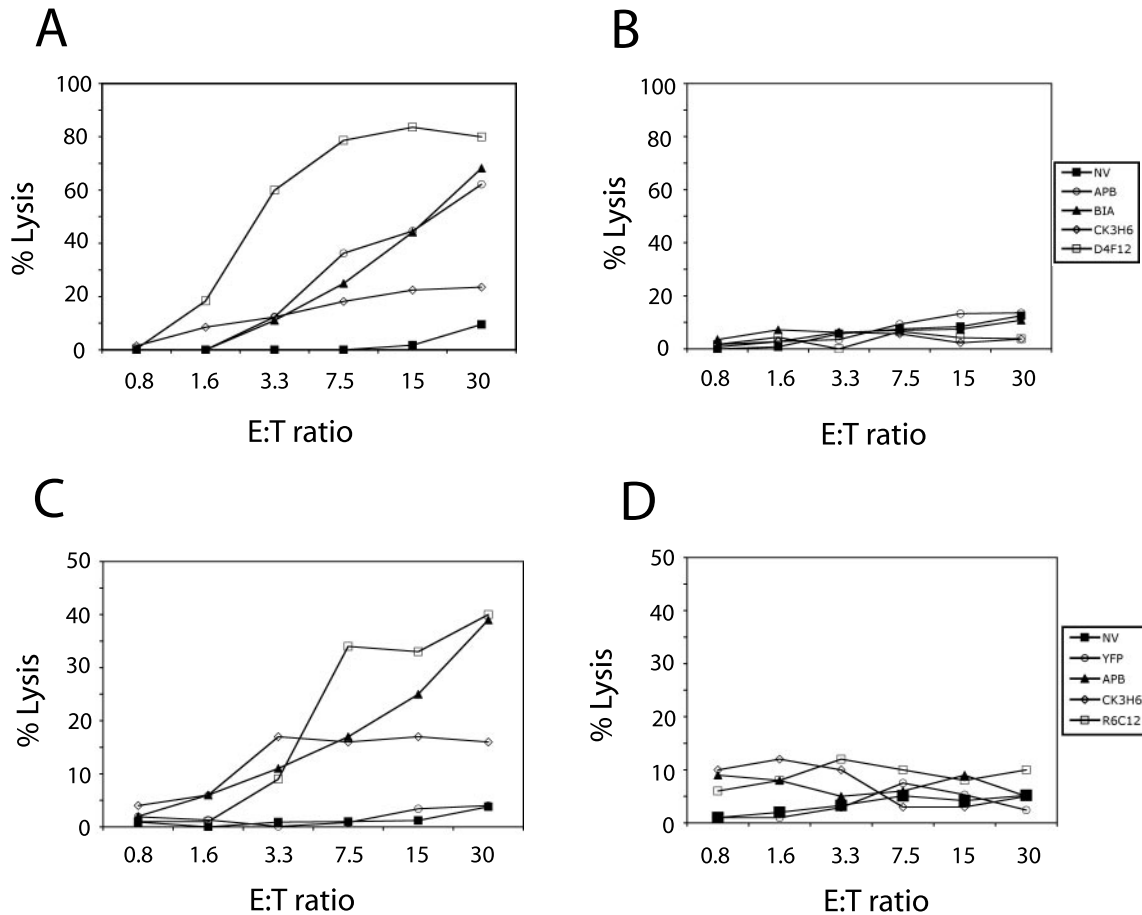 A
% Lysis
100
80
60
40
20
0
0.8 1.6 3.3 7.5 15 30
E:T ratio
B
% Lysis
100
80
60
40
20
0
0.8 1.6 3.3 7.5 15 30
E:T ratio
NV
APB
BIA
CK3H6
D4F12
C
% Lysis
50
40
30
20
10
0
0.8 1.6 3.3 7.5 15 30
E:T ratio
D
% Lysis
50
40
30
20
10
0
0.8 1.6 3.3 7.5 15 30
E:T ratio
NV
YFP
APB
CK3H6
R6C12